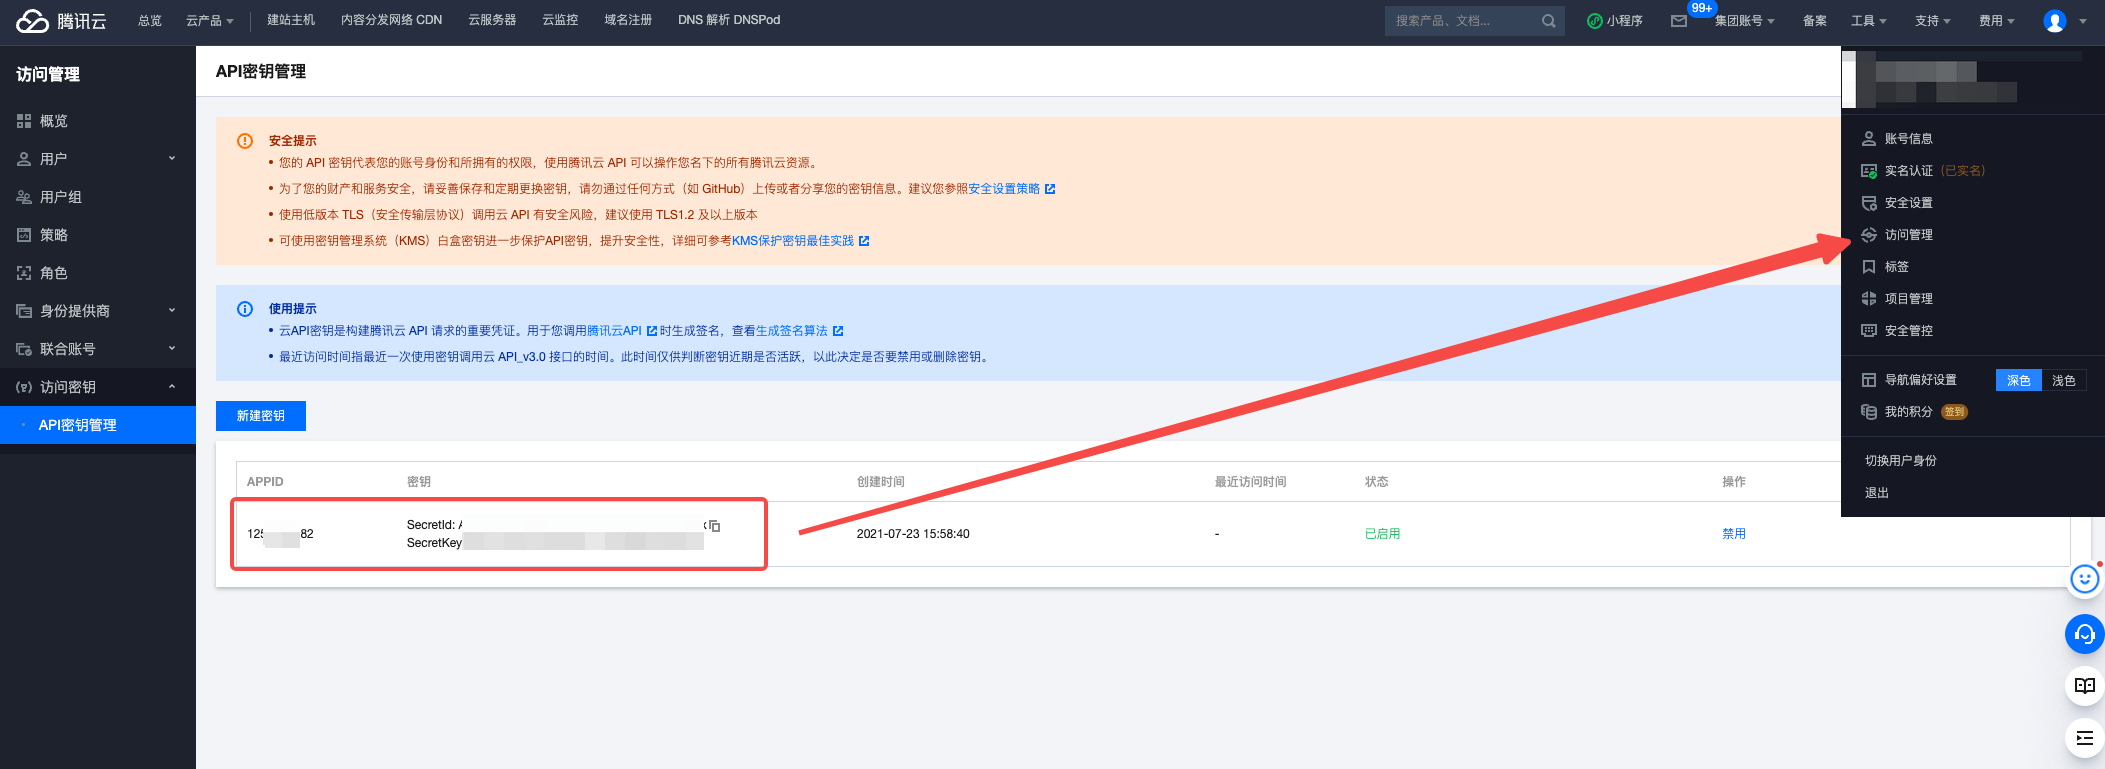 腾讯云 总览 云产品 建站主机 内容分发网络 CDN 云服务器 云监控 域名注册 DNS 解析 DNSPod 搜索产品、文档... 小程序 99+ 集团账号 备案 工具 支持 费用
访问管理
概览
用户
用户组
策略
角色
身份提供商
联合账号
访问密钥
API密钥管理
API密钥管理
安全提示
• 您的 API 密钥代表您的账号身份和所拥有的权限，使用腾讯云 API 可以操作您名下的所有腾讯云资源。
• 为了您的财产和服务安全，请妥善保存和定期更换密钥，请勿通过任何方式（如 GitHub）上传或者分享您的密钥信息。建议您参照安全设置策略
• 使用低版本 TLS（安全传输层协议）调用云 API 有安全风险，建议使用 TLS1.2 及以上版本
• 可使用密钥管理系统（KMS）白盒密钥进一步保护API密钥，提升安全性，详细可参考KMS保护密钥最佳实践
使用提示
• 云API密钥是构建腾讯云 API 请求的重要凭证。用于您调用腾讯云API 时生成签名，查看生成签名算法
• 最近访问时间指最近一次使用密钥调用云 API_v3.0 接口的时间。此时间仅供判断密钥近期是否活跃，以此决定是否要禁用或删除密钥。
新建密钥
APPID 密钥 创建时间 最近访问时间 状态 操作
125 82 SecretId: A x
SecretKey
2021-07-23 15:58:40 - 已启用 禁用
账号信息
实名认证 (已实名)
安全设置
访问管理
标签
项目管理
安全管控
导航偏好设置 深色 浅色
我的积分 签到
切换用户身份
退出